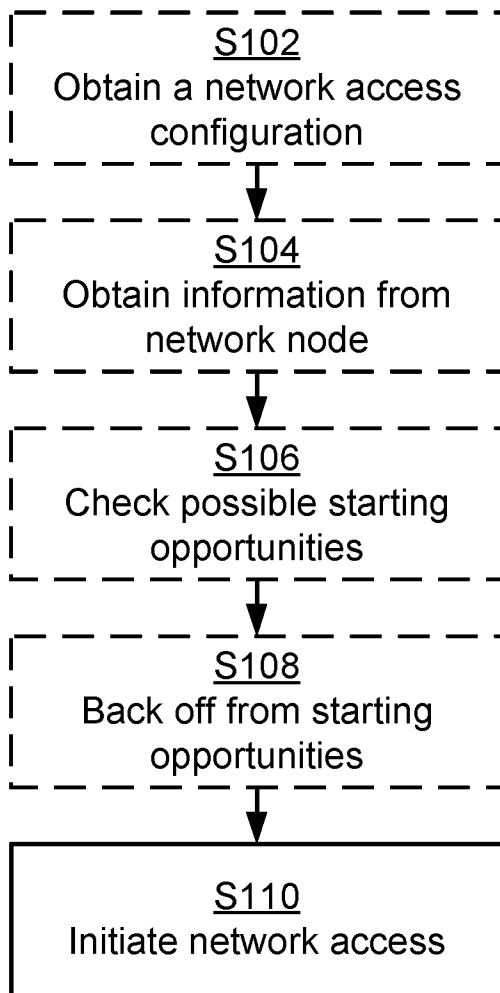 S102
Obtain a network access
configuration
S104
Obtain information from
network node
S106
Check possible starting
opportunities
S108
Back off from starting
opportunities
S110
Initiate network access